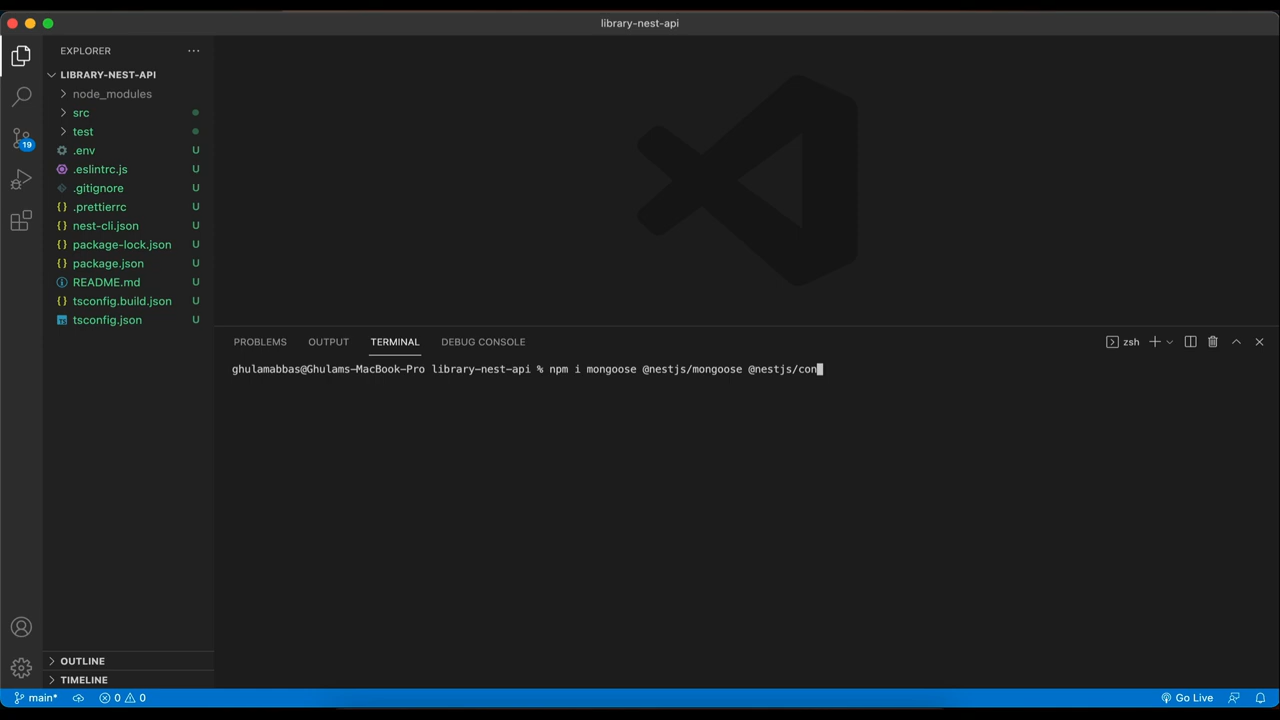 library-nest-api
EXPLORER
LIBRARY-NEST-API
node_modules
src
test
.env U
.eslintrc.js U
.gitignore U
.prettierrc U
nest-cli.json U
package-lock.json U
package.json U
README.md U
tsconfig.build.json U
tsconfig.json U
19
PROBLEMS OUTPUT TERMINAL DEBUG CONSOLE zsh
ghulamabbas@Ghulams-MacBook-Pro library-nest-api % npm i mongoose @nestjs/mongoose @nestjs/con
OUTLINE
TIMELINE
main* 0 0 Go Live